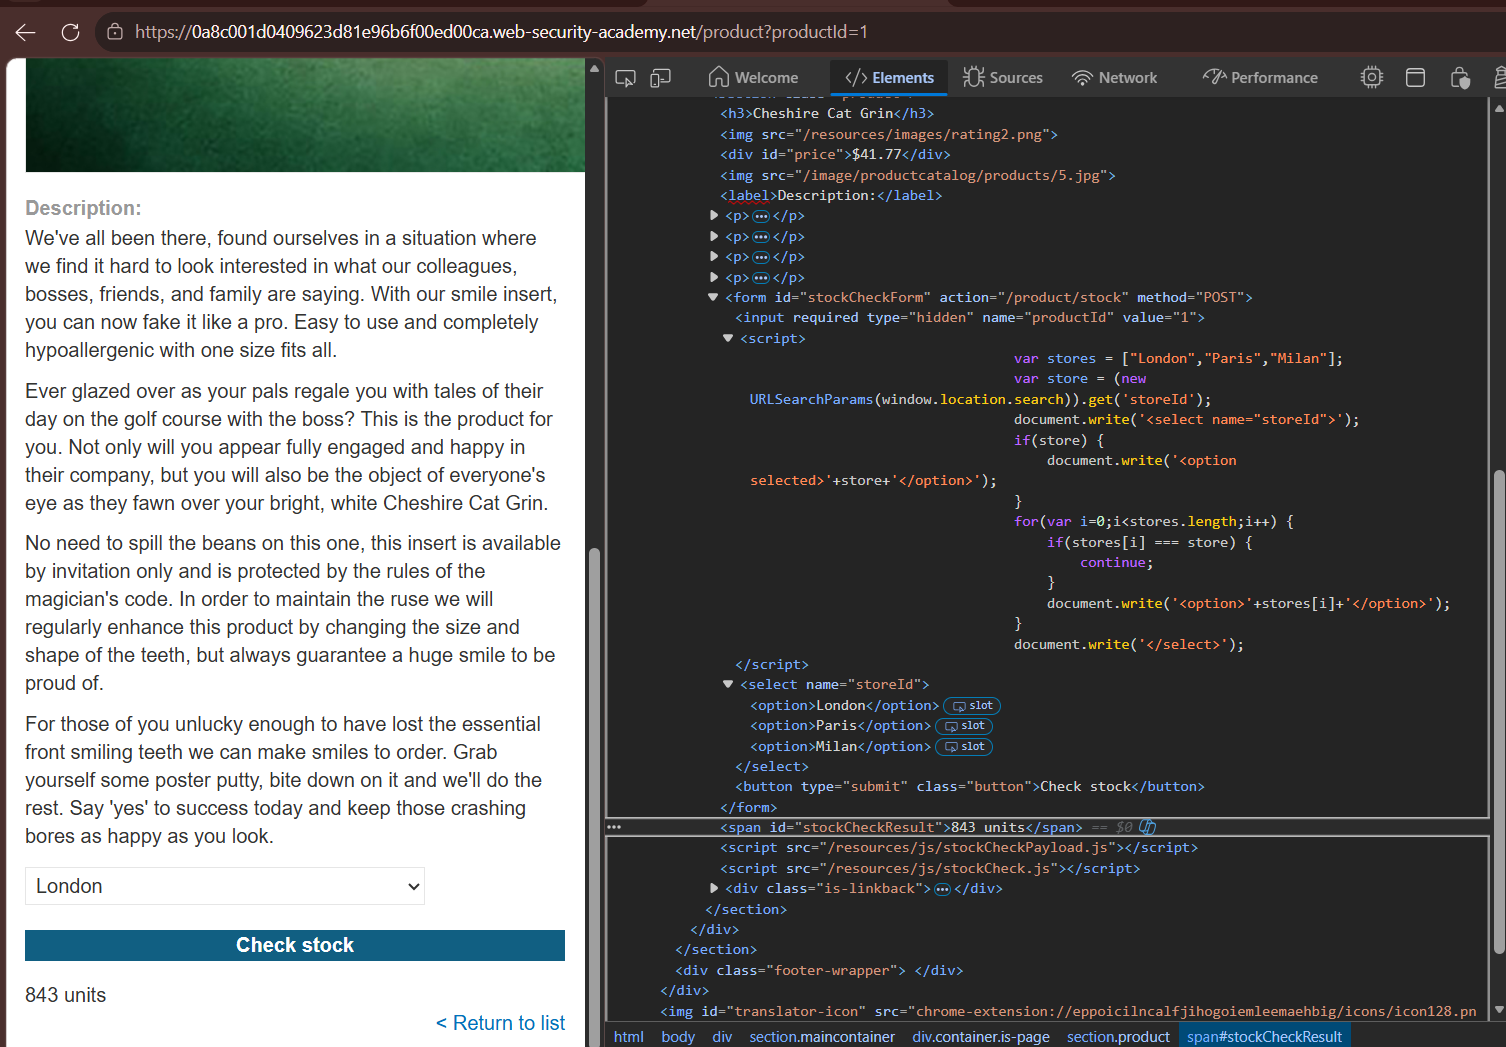 https://0a8c001d0409623d81e96b6f00ed00ca.web-security-academy.net/product?productId=1
Description:
We've all been there, found ourselves in a situation where
we find it hard to look interested in what our colleagues,
bosses, friends, and family are saying. With our smile insert,
you can now fake it like a pro. Easy to use and completely
hypoallergenic with one size fits all.
Ever glazed over as your pals regale you with tales of their
day on the golf course with the boss? This is the product for
you. Not only will you appear fully engaged and happy in
their company, but you will also be the object of everyone's
eye as they fawn over your bright, white Cheshire Cat Grin.
No need to spill the beans on this one, this insert is available
by invitation only and is protected by the rules of the
magician's code. In order to maintain the ruse we will
regularly enhance this product by changing the size and
shape of the teeth, but always guarantee a huge smile to be
proud of.
For those of you unlucky enough to have lost the essential
front smiling teeth we can make smiles to order. Grab
yourself some poster putty, bite down on it and we'll do the
rest. Say 'yes' to success today and keep those crashing
bores as happy as you look.
London
Check stock
843 units
< Return to list
Welcome
</> Elements
Sources
Network
Performance
<h3>Cheshire Cat Grin</h3>
<img src="/resources/images/rating2.png">
<div id="price">$41.77</div>
<img src="/image/productcatalog/products/5.jpg">
<label>Description:</label>
<p>…</p>
<p>…</p>
<p>…</p>
<p>…</p>
<form id="stockCheckForm" action="/product/stock" method="POST">
<input required type="hidden" name="productId" value="1">
<script>
var stores = ["London","Paris","Milan"];
var store = (new
URLSearchParams(window.location.search)).get('storeId');
document.write('<select name="storeId">');
if(store) {
document.write('<option
selected>'+store+'</option>');
}
for(var i=0;i<stores.length;i++) {
if(stores[i] === store) {
continue;
}
document.write('<option>'+stores[i]+'</option>');
}
document.write('</select>');
</script>
<select name="storeId">
<option>London</option> slot
<option>Paris</option> slot
<option>Milan</option> slot
</select>
<button type="submit" class="button">Check stock</button>
</form>
<span id="stockCheckResult">843 units</span> == $0
<script src="/resources/js/stockCheckPayload.js"></script>
<script src="/resources/js/stockCheck.js"></script>
<div class="is-linkback">…</div>
</section>
</div>
</section>
<div class="footer-wrapper"> </div>
</div>
<img id="translator-icon" src="chrome-extension://eppoicilncalfjihogoiemleemaehbig/icons/icon128.pn
html body div section.maincontainer div.container.is-page section.product span#stockCheckResult